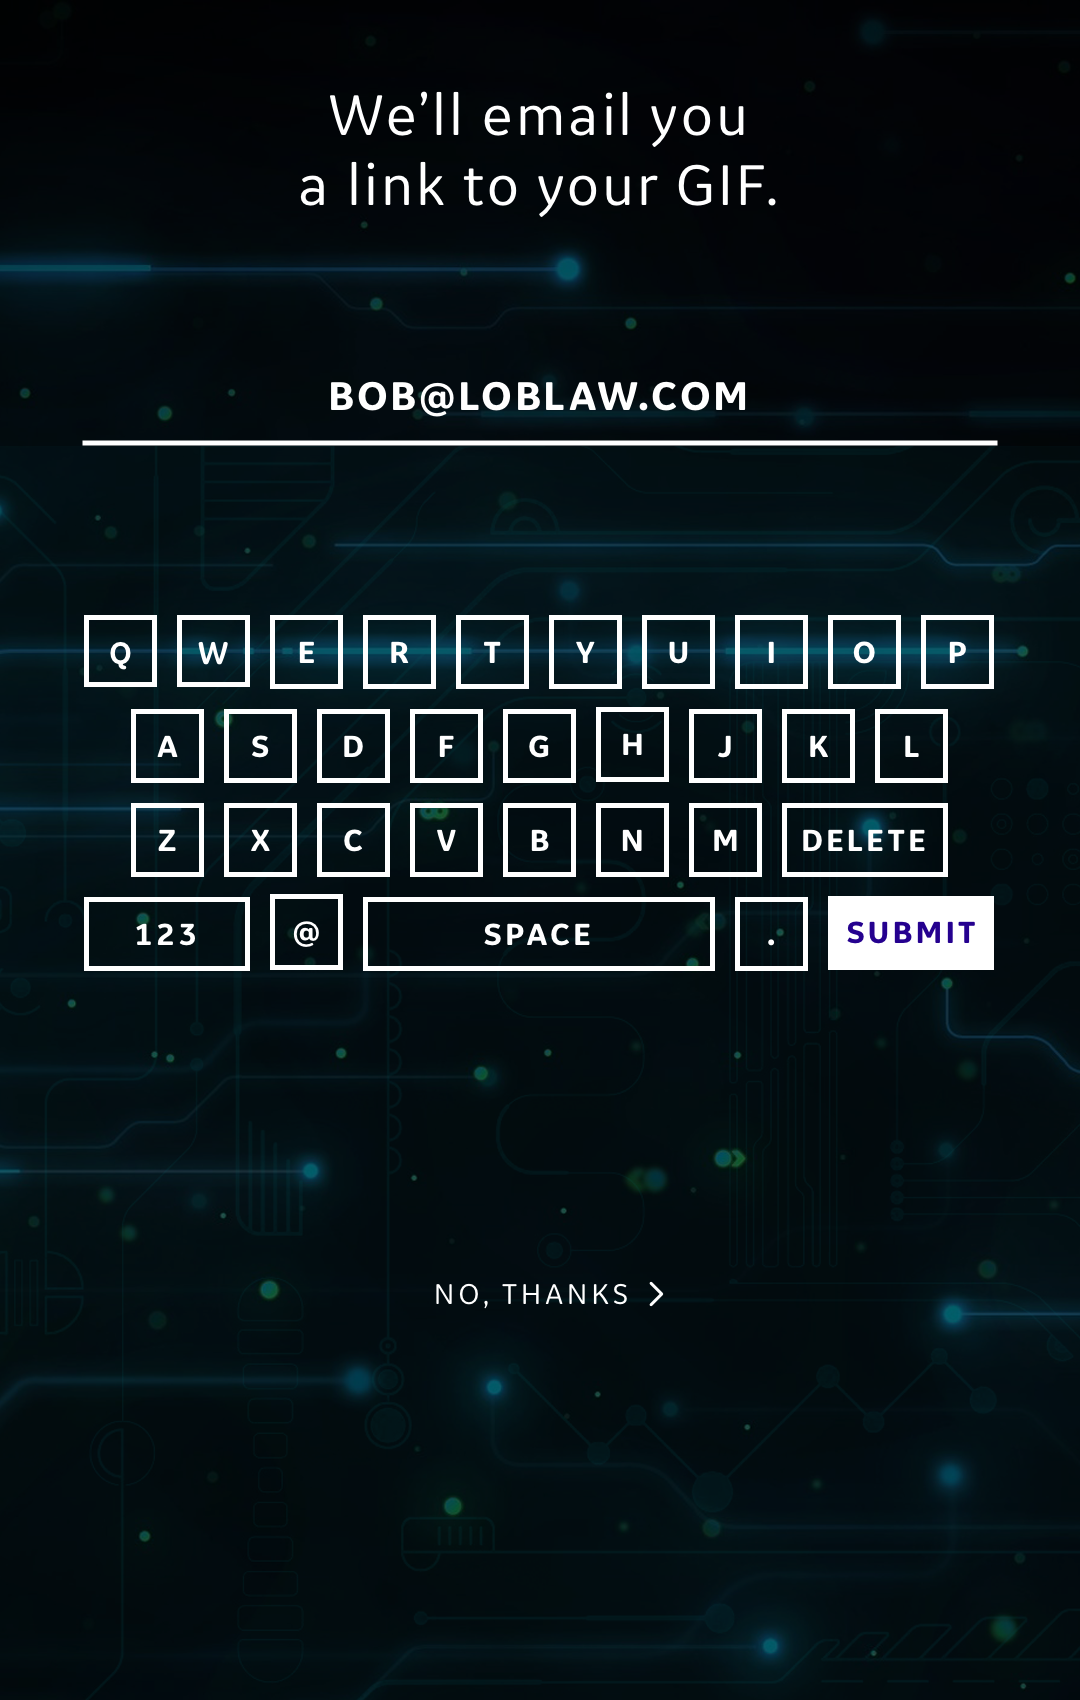 We’ll email you
a link to your GIF.
BOB@LOBLAW.COM
Q W E R T Y U I O P
A S D F G H J K L
Z X C V B N M DELETE
123 @ SPACE . SUBMIT
NO, THANKS >